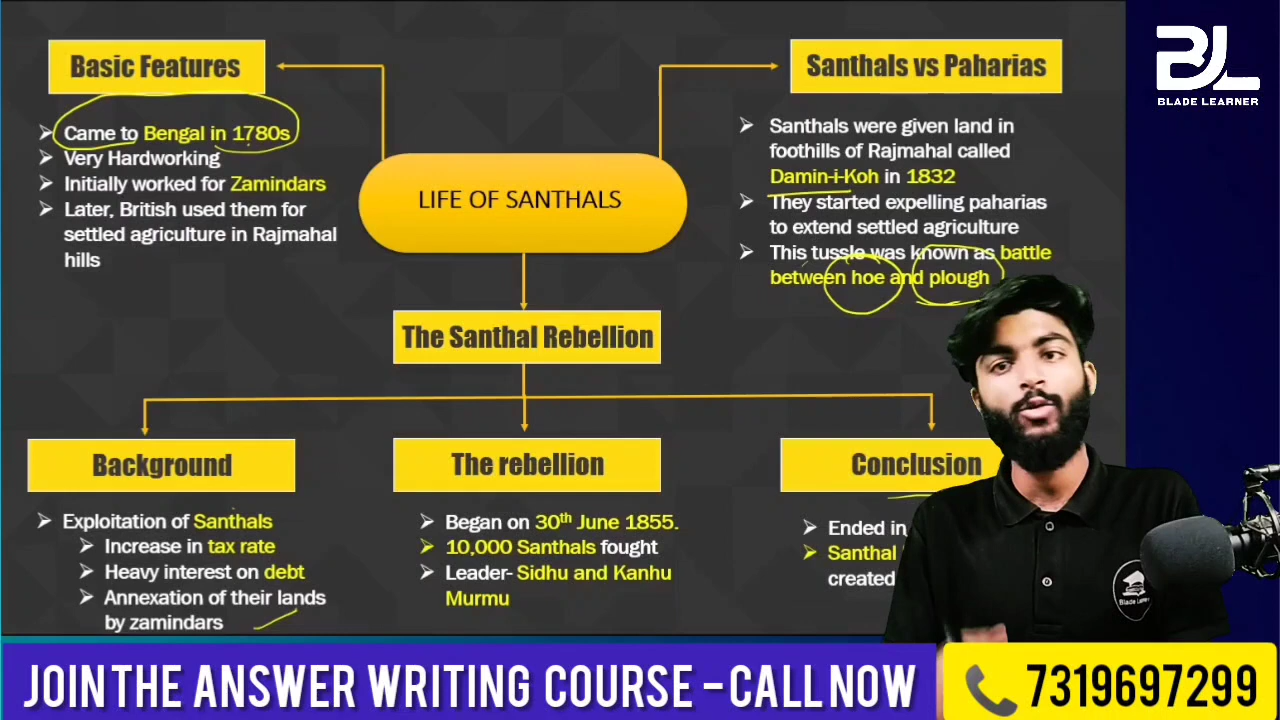 Basic Features
Came to Bengal in 1780s
Very Hardworking
Initially worked for Zamindars
Later, British used them for
settled agriculture in Rajmahal
hills
LIFE OF SANTHALS
Santhals vs Paharias
Santhals were given land in
foothills of Rajmahal called
Damin-i-Koh in 1832
They started expelling paharias
to extend settled agriculture
This tussle was known as battle
between hoe and plough
BL
BLADE LEARNER
The Santhal Rebellion
Background
Exploitation of Santhals
Increase in tax rate
Heavy interest on debt
Annexation of their lands
by zamindars
The rebellion
Began on 30th June 1855.
10,000 Santhals fought
Leader- Sidhu and Kanhu
Murmu
Conclusion
Ended in
Santhal
created
JOIN THE ANSWER WRITING COURSE – CALL NOW
7319697299